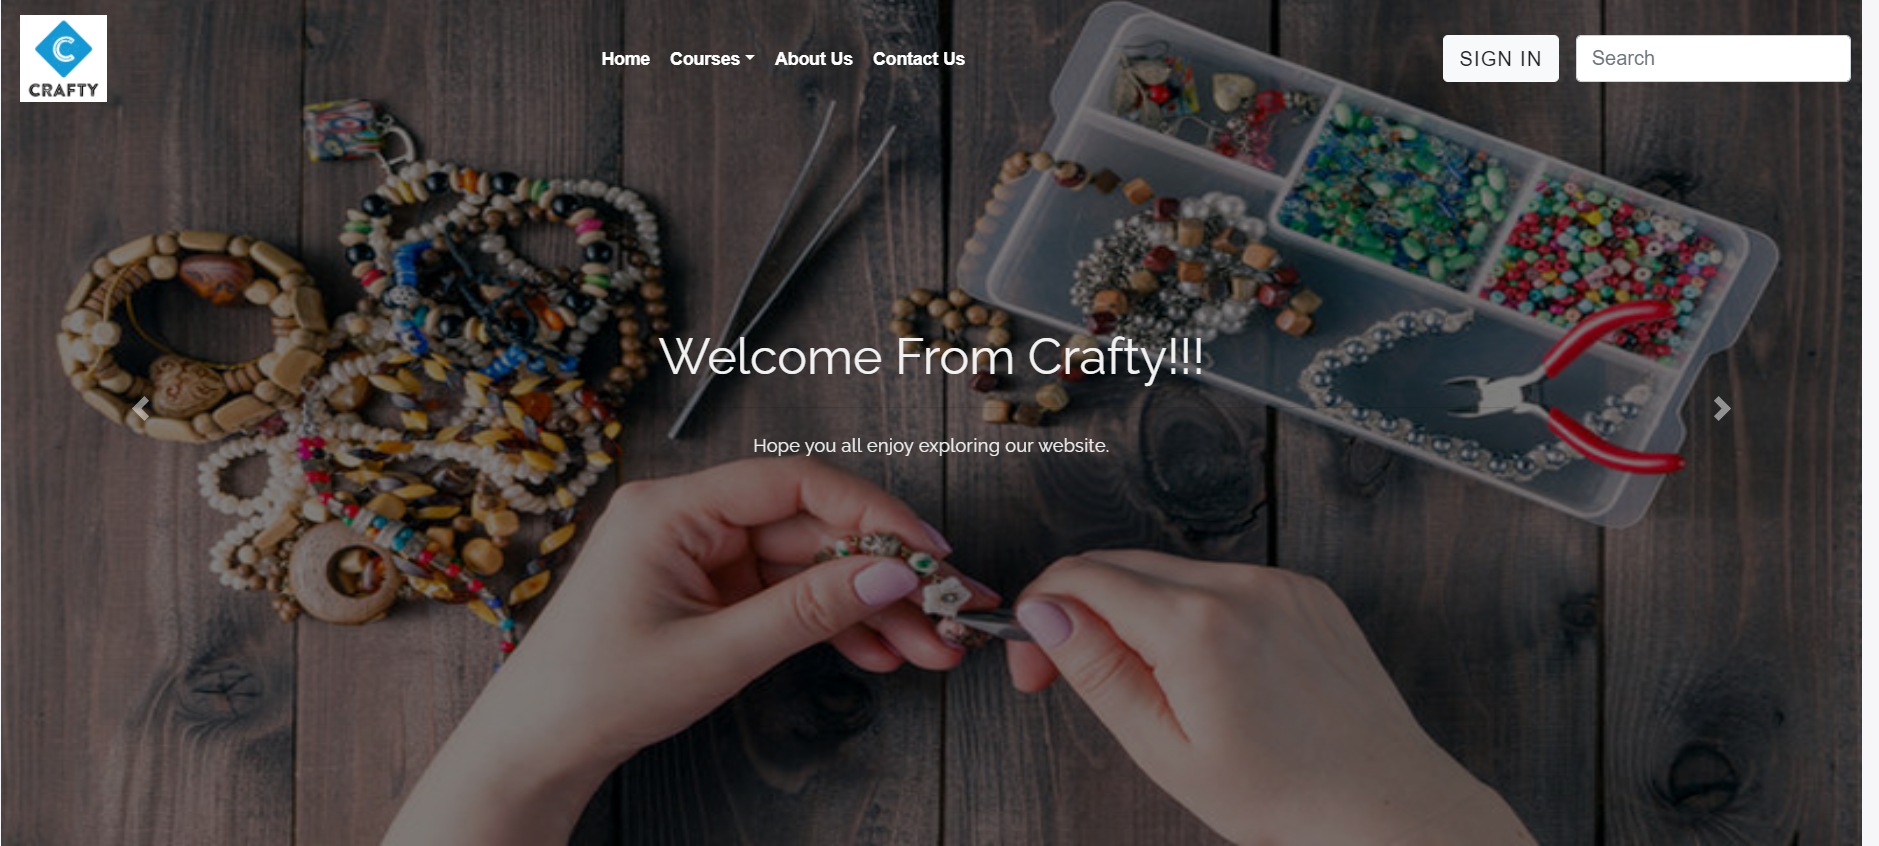 C
CRAFTY
Home Courses About Us Contact Us
SIGN IN
Search
Welcome From Crafty!!!
Hope you all enjoy exploring our website.